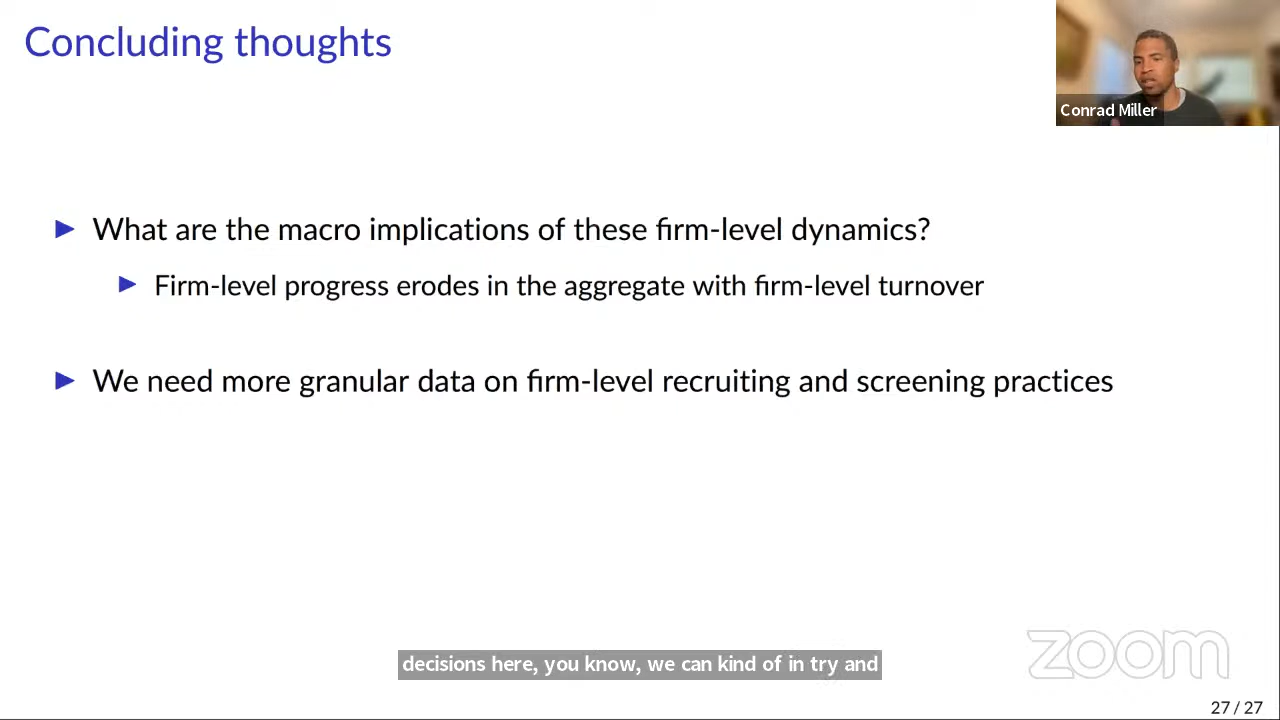 Concluding thoughts
Conrad Miller
What are the macro implications of these firm-level dynamics?
Firm-level progress erodes in the aggregate with firm-level turnover
We need more granular data on firm-level recruiting and screening practices
decisions here, you know, we can kind of in try and
zoom
27 / 27